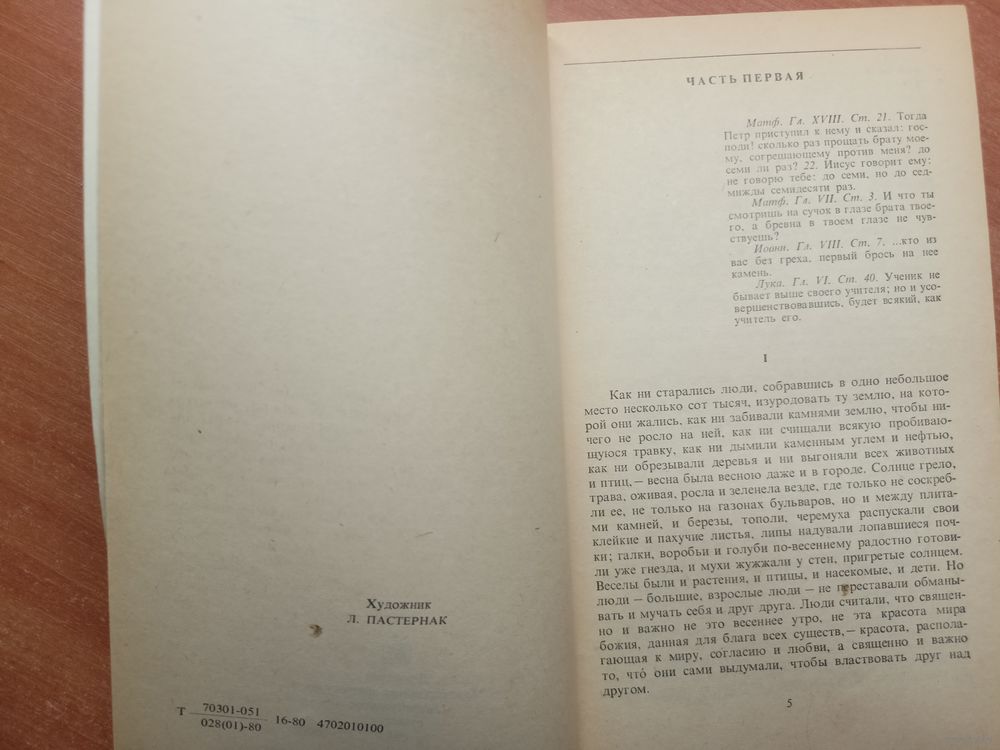 Художник
Л. ПАСТЕРНАК
Т 70301-051
028(01)-80 16-80 4702010100
ЧАСТЬ ПЕРВАЯ
Матф. Гл. XVIII. Ст. 21. Тогда
Петр приступил к нему и сказал: гос-
поди! сколько раз прощать брату мое-
му, согрешающему против меня? до
семи ли раз? 22. Иисус говорит ему:
не говорю тебе: до семи, но до сед-
мижды семидесяти раз.
Матф. Гл. VII. Ст. 3. И что ты
смотришь на сучок в глазе брата твое-
го, а бревна в твоем глазе не чув-
ствуешь?
Иоанн. Гл. VIII. Ст. 7. ...кто из
вас без греха, первый брось на нее
камень.
Лука. Гл. VI. Ст. 40. Ученик не
бывает выше своего учителя; но и усо-
вершенствовавшись, будет всякий, как
учитель его.
I
Как ни старались люди, собравшись в одно небольшое
место несколько сот тысяч, изуродовать ту землю, на кото-
рой они жались, как ни забивали камнями землю, чтобы ни-
чего не росло на ней, как ни счищали всякую пробиваю-
щуюся травку, как ни дымили каменным углем и нефтью,
как ни обрезывали деревья и ни выгоняли всех животных
и птиц,— весна была весною даже и в городе. Солнце грело,
трава, оживая, росла и зеленела везде, где только не соскреб-
ли ее, не только на газонах бульваров, но и между плита-
ми камней, и березы, тополи, черемуха распускали свои
клейкие и пахучие листья, липы надували лопавшиеся поч-
ки; галки, воробьи и голуби по-весеннему радостно готови-
ли уже гнезда, и мухи жужжали у стен, пригретые солнцем.
Веселы были и растения, и птицы, и насекомые, и дети. Но
люди — большие, взрослые люди — не переставали обманы-
вать и мучать себя и друг друга. Люди считали, что священ-
но и важно не это весеннее утро, не эта красота мира
божия, данная для блага всех существ,— красота, распола-
гающая к миру, согласию и любви, а священно и важно
то, что́ они сами выдумали, чтобы властвовать друг над
другом.
5